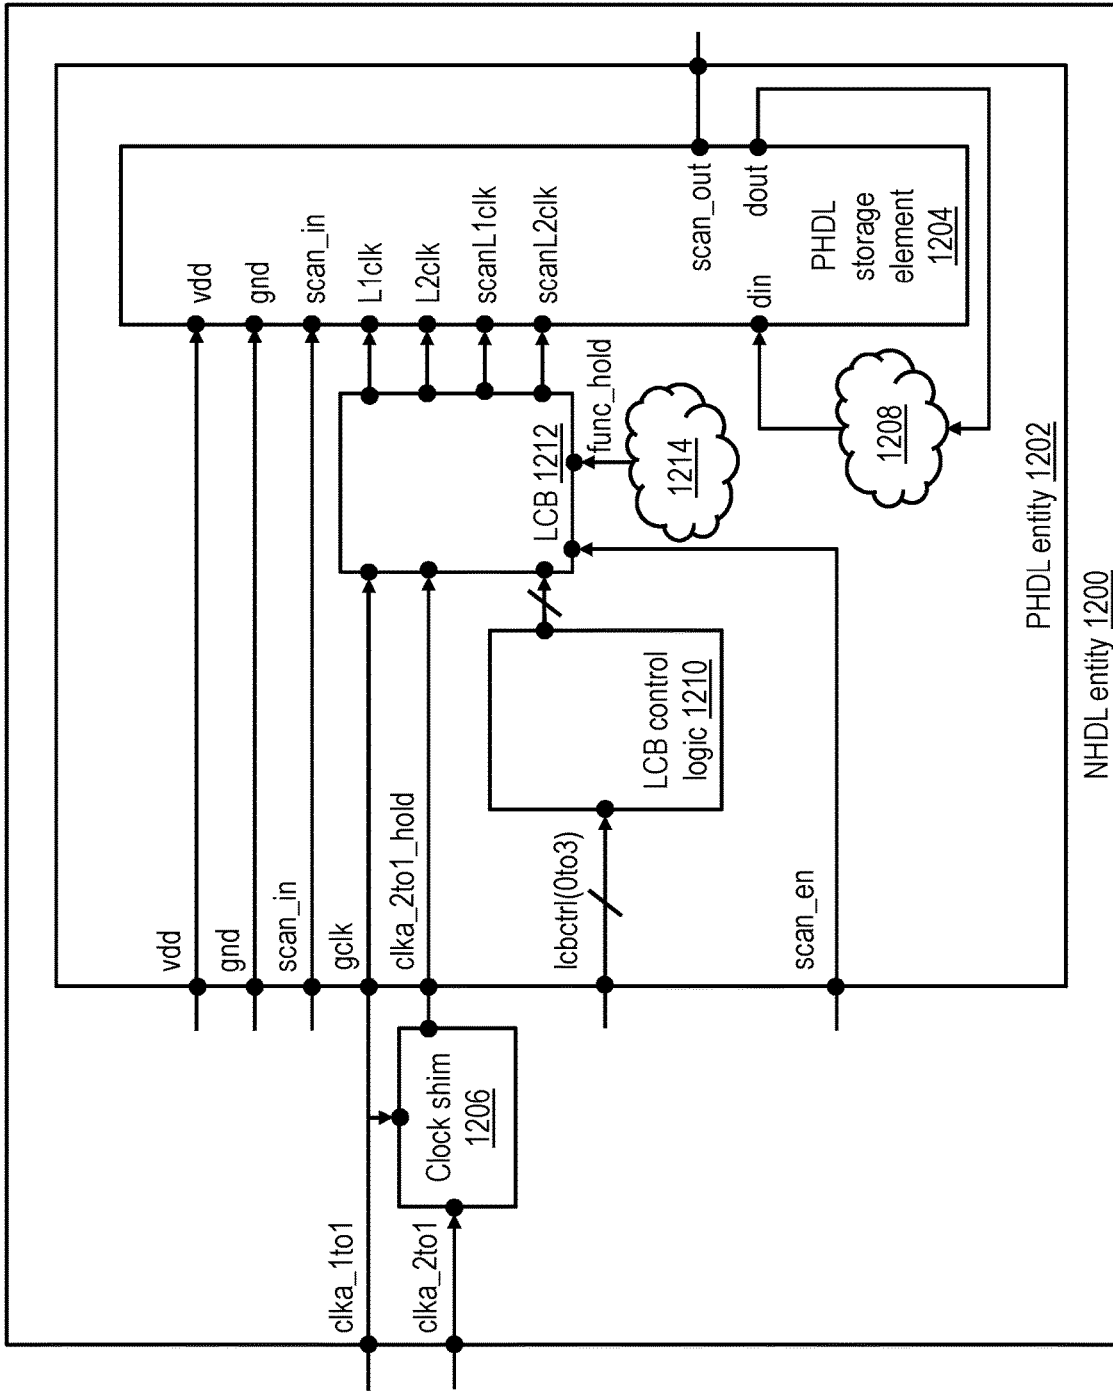 clka_1to1
clka_2to1
Clock shim
1206
vdd
gnd
scan_in
gclk
clka_2to1_hold
lcbctrl(0to3)
scan_en
LCB control
logic 1210
LCB 1212
func_hold
1214
1208
vdd
gnd
scan_in
L1clk
L2clk
scanL1clk
scanL2clk
din
scan_out
dout
PHDL
storage
element
1204
PHDL entity 1202
NHDL entity 1200